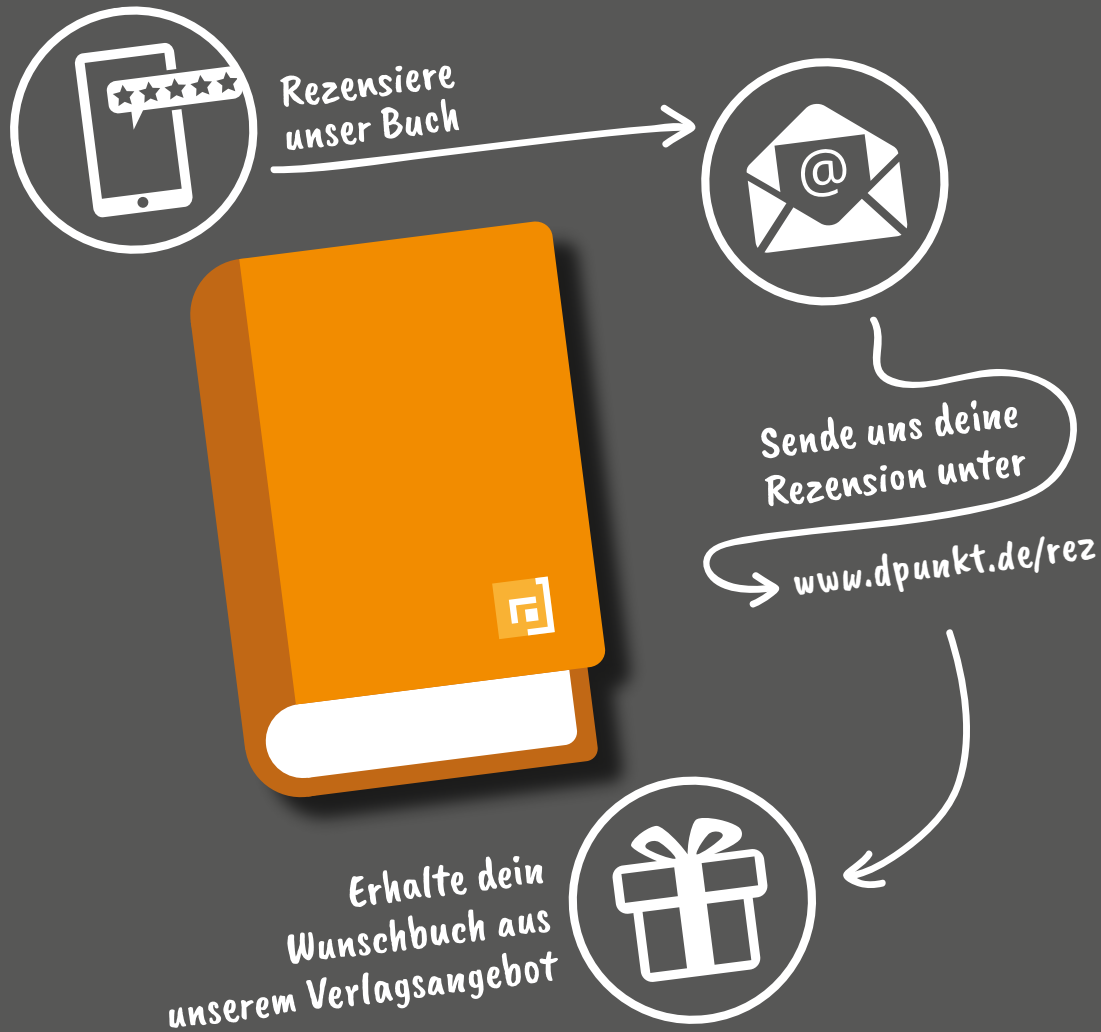 Rezensiere
unser Buch
@
Sende uns deine
Rezension unter
www.dpunkt.de/rez
Erhalte dein
Wunschbuch aus
unserem Verlagsangebot